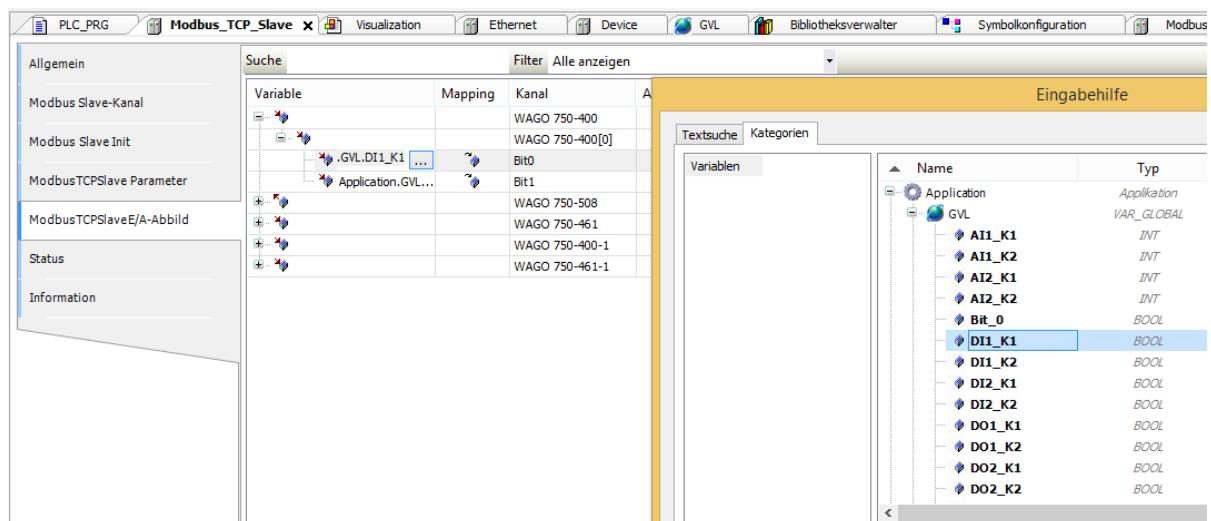 PLC_PRG Modbus_TCP_Slave X Visualization Ethernet Device GVL Bibliotheksverwalter Symbolkonfiguration Modbus
Allgemein
Modbus Slave-Kanal
Modbus Slave Init
ModbusTCPSlave Parameter
ModbusTCPSlaveE/A-Abbild
Status
Information
Suche Filter Alle anzeigen
Variable Mapping Kanal A
WAGO 750-400
WAGO 750-400[0]
.GVL.DI1_K1 ... Bit0
Application.GVL... Bit1
WAGO 750-508
WAGO 750-461
WAGO 750-400-1
WAGO 750-461-1
Eingabehilfe
Textsuche Kategorien
Variablen
Name Typ
Application Applikation
GVL VAR_GLOBAL
AI1_K1 INT
AI1_K2 INT
AI2_K1 INT
AI2_K2 INT
Bit_0 BOOL
DI1_K1 BOOL
DI1_K2 BOOL
DI2_K1 BOOL
DI2_K2 BOOL
DO1_K1 BOOL
DO1_K2 BOOL
DO2_K1 BOOL
DO2_K2 BOOL